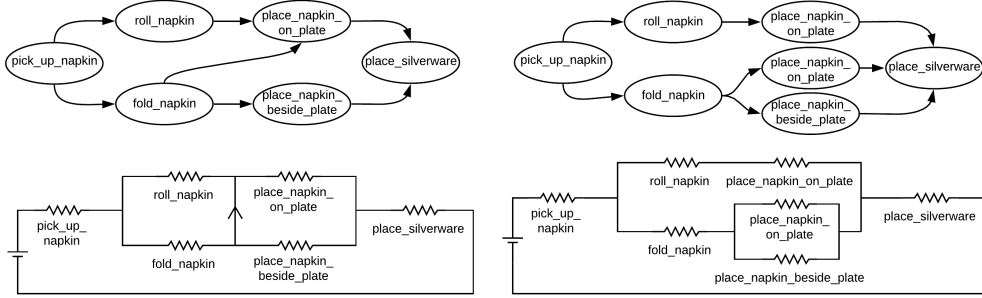 roll_napkin
place_napkin_
on_plate
pick_up_napkin
place_silverware
fold_napkin
place_napkin_
beside_plate
roll_napkin
place_napkin_
on_plate
pick_up_napkin
place_napkin_
on_plate
place_silverware
fold_napkin
place_napkin_
beside_plate
roll_napkin
place_napkin_
on_plate
pick_up_
napkin
place_silverware
fold_napkin
place_napkin_
beside_plate
roll_napkin
place_napkin_on_plate
pick_up_
napkin
place_napkin_
on_plate
place_silverware
fold_napkin
place_napkin_beside_plate